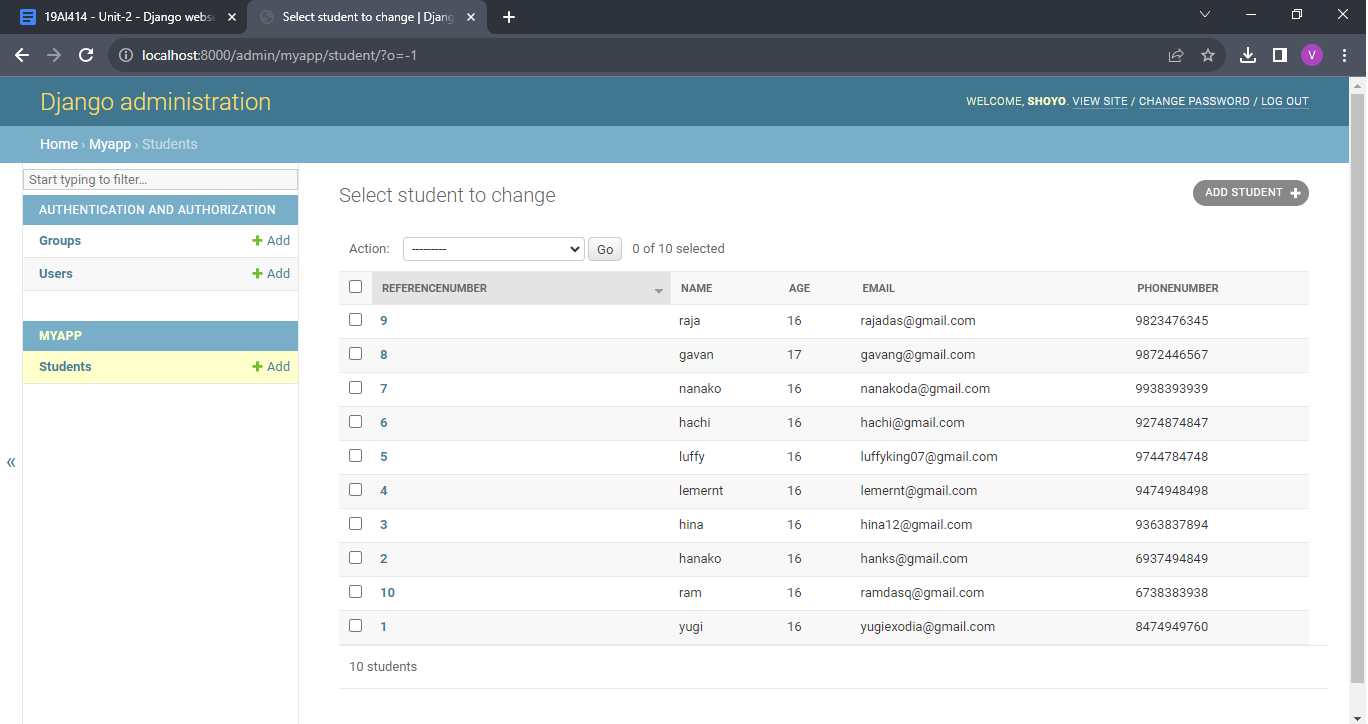 19AI414 - Unit-2 - Django webs
Select student to change | Djang
localhost:8000/admin/myapp/student/?o=-1
V
Django administration
WELCOME, SHOYO. VIEW SITE / CHANGE PASSWORD / LOG OUT
Home › Myapp › Students
Start typing to filter...
AUTHENTICATION AND AUTHORIZATION
Groups + Add
Users + Add
MYAPP
Students + Add
«
Select student to change
ADD STUDENT +
Action: --------- Go 0 of 10 selected
REFERENCENUMBER NAME AGE EMAIL PHONENUMBER
9 raja 16 rajadas@gmail.com 9823476345
8 gavan 17 gavang@gmail.com 9872446567
7 nanako 16 nanakoda@gmail.com 9938393939
6 hachi 16 hachi@gmail.com 9274874847
5 luffy 16 luffyking07@gmail.com 9744784748
4 lemernt 16 lemernt@gmail.com 9474948498
3 hina 16 hina12@gmail.com 9363837894
2 hanako 16 hanks@gmail.com 6937494849
10 ram 16 ramdasq@gmail.com 6738383938
1 yugi 16 yugiexodia@gmail.com 8474949760
10 students